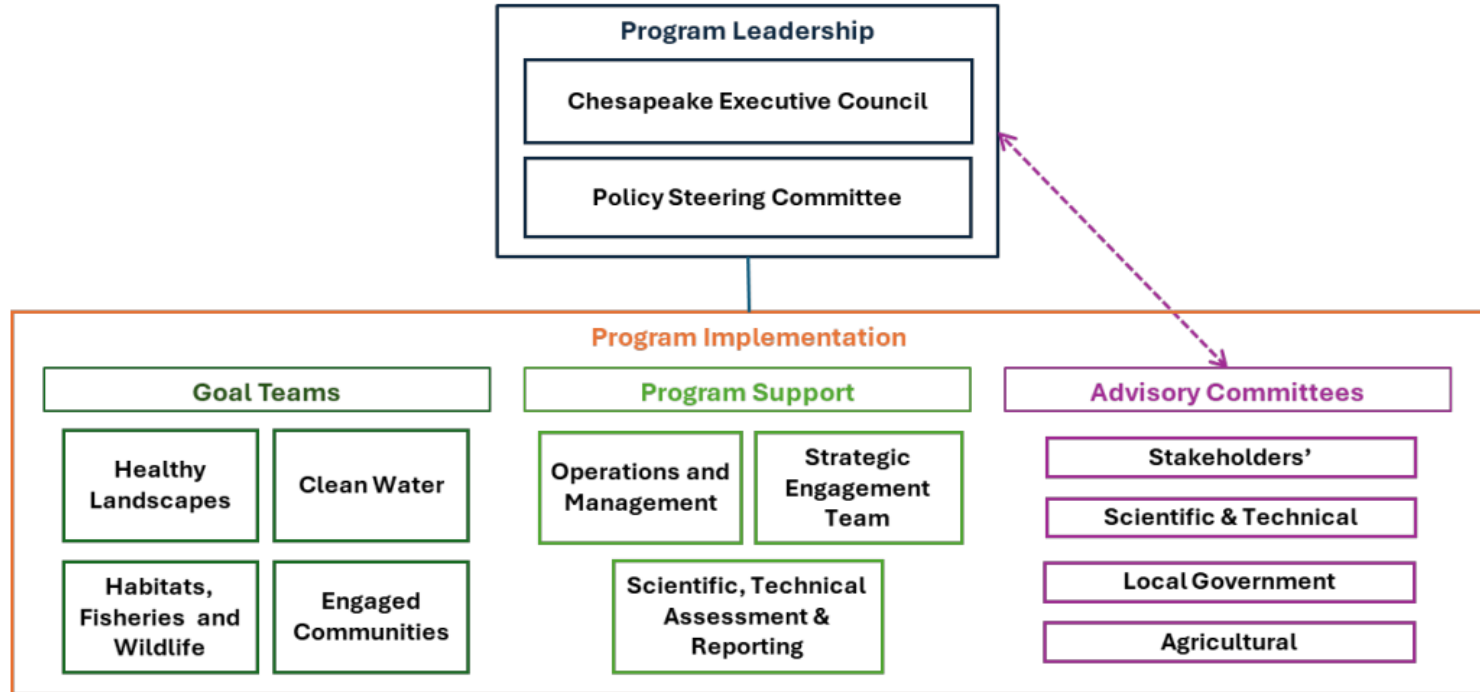 Program Leadership
Chesapeake Executive Council
Policy Steering Committee
Program Implementation
Goal Teams
Healthy
Landscapes
Clean Water
Habitats,
Fisheries and
Wildlife
Engaged
Communities
Program Support
Operations and
Management
Strategic
Engagement
Team
Scientific, Technical
Assessment &
Reporting
Advisory Committees
Stakeholders’
Scientific & Technical
Local Government
Agricultural